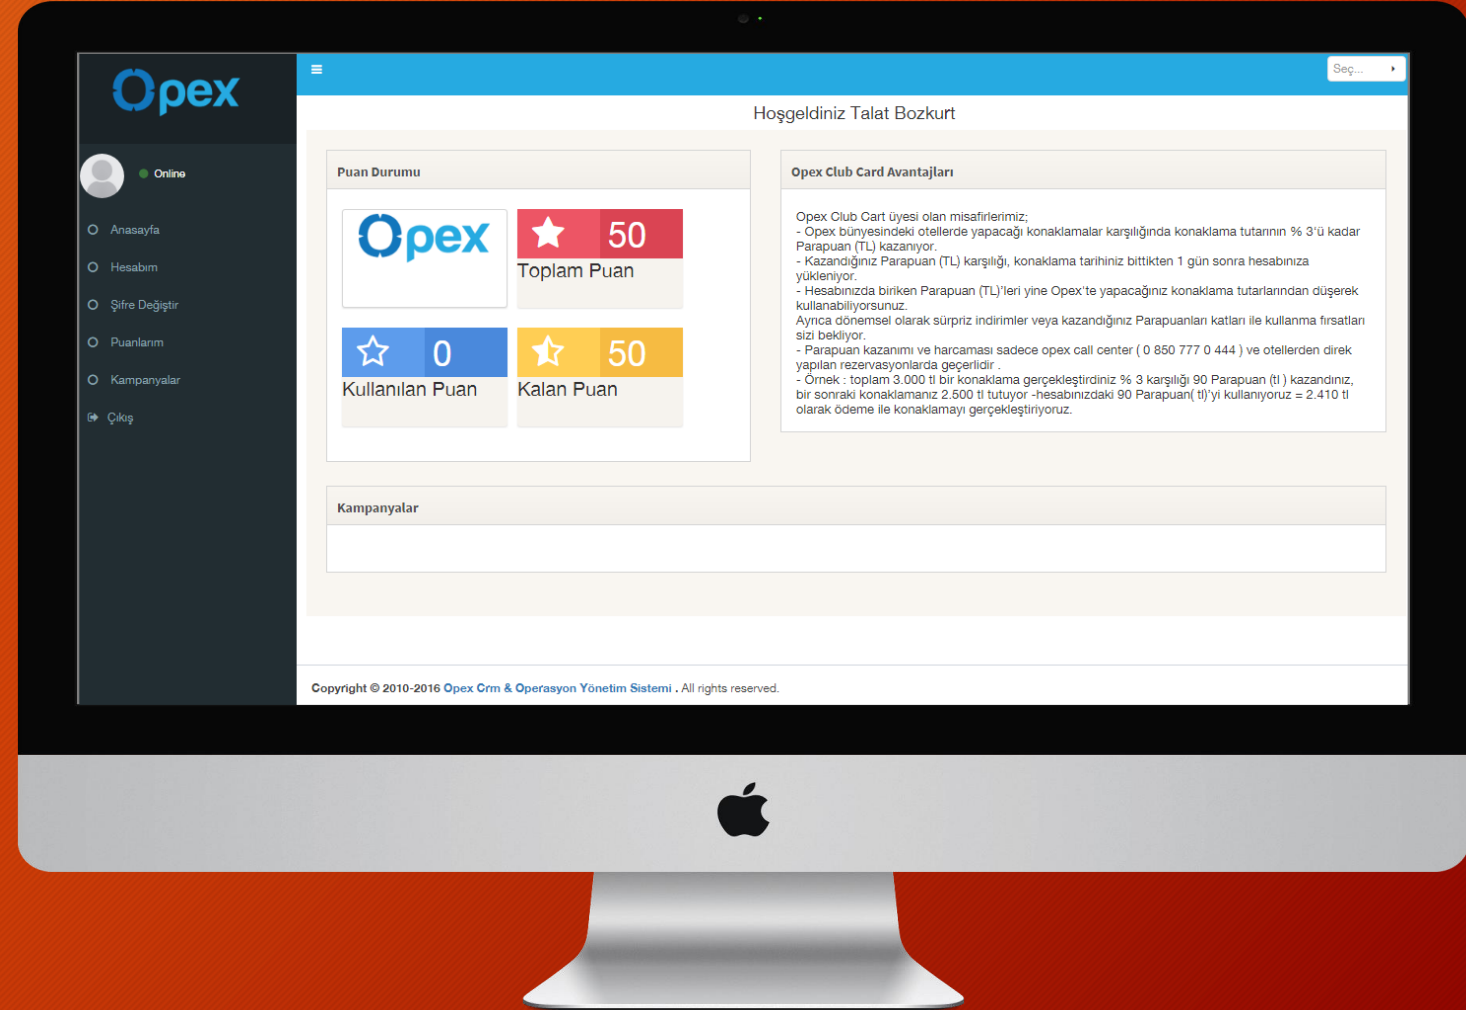 Opex
Seç...
Hoşgeldiniz Talat Bozkurt
Online
Anasayfa
Hesabım
Şifre Değiştir
Puanlarım
Kampanyalar
Çıkış
Puan Durumu
Opex
50
Toplam Puan
0
Kullanılan Puan
50
Kalan Puan
Opex Club Card Avantajları
Opex Club Cart üyesi olan misafirlerimiz;
- Opex bünyesindeki otellerde yapacağı konaklamalar karşılığında konaklama tutarının % 3'ü kadar
Parapuan (TL) kazanıyor.
- Kazandığınız Parapuan (TL) karşılığı, konaklama tarihiniz bittikten 1 gün sonra hesabınıza
yükleniyor.
- Hesabınızda biriken Parapuan (TL)'leri yine Opex'te yapacağınız konaklama tutarlarından düşerek
kullanabiliyorsunuz.
Ayrıca dönemsel olarak sürpriz indirimler veya kazandığınız Parapuanları katları ile kullanma fırsatları
sizi bekliyor.
- Parapuan kazanımı ve harcaması sadece opex call center ( 0 850 777 0 444 ) ve otellerden direk
yapılan rezervasyonlarda geçerlidir .
- Örnek : toplam 3.000 tl bir konaklama gerçekleştirdiniz % 3 karşılığı 90 Parapuan (tl ) kazandınız,
bir sonraki konaklamanız 2.500 tl tutuyor -hesabınızdaki 90 Parapuan( tl)'yi kullanıyoruz = 2.410 tl
olarak ödeme ile konaklamayı gerçekleştiriyoruz.
Kampanyalar
Copyright © 2010-2016 Opex Crm & Operasyon Yönetim Sistemi . All rights reserved.